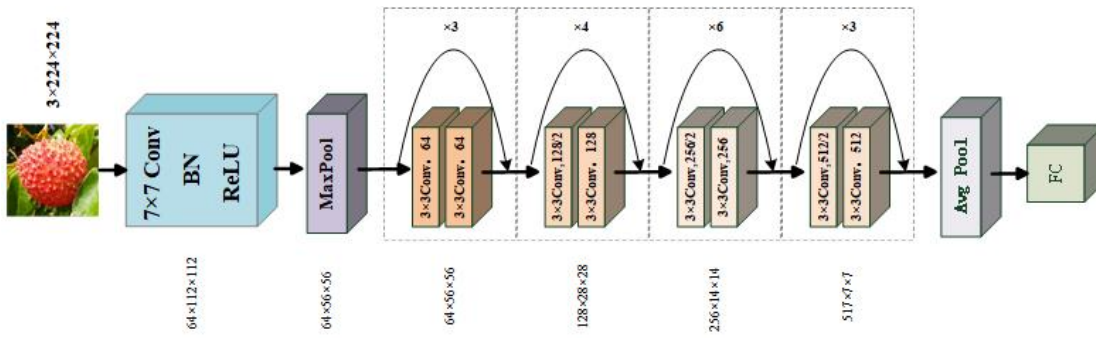 3×224×224
7×7 Conv
BN
ReLU
64×112×112
MaxPool
64×56×56
×3
3×3Conv. 64
3×3Conv. 64
64×56×56
×4
3×3Conv,128/2
3×3Conv. 128
128×28×28
×6
3×3Conv,256/2
3×3Conv,256
256×14×14
×3
3×3Conv,512/2
3×3Conv. 512
517×7×7
Avg Pool
FC